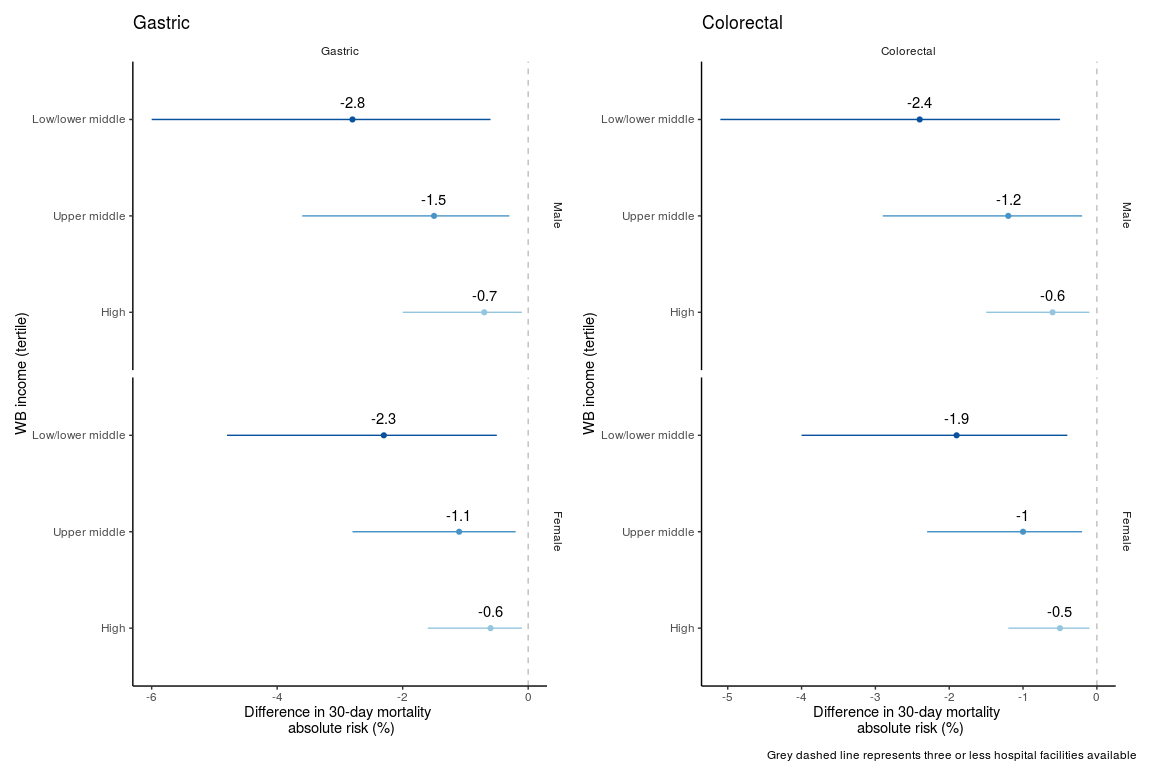 Gastric
Gastric
WB income (tertile)
Low/lower middle
-2.8
Upper middle
-1.5
High
-0.7
Male
Low/lower middle
-2.3
Upper middle
-1.1
High
-0.6
Female
-6 -4 -2 0
Difference in 30-day mortality
absolute risk (%)
Colorectal
Colorectal
WB income (tertile)
Low/lower middle
-2.4
Upper middle
-1.2
High
-0.6
Male
Low/lower middle
-1.9
Upper middle
-1
High
-0.5
Female
-5 -4 -3 -2 -1 0
Difference in 30-day mortality
absolute risk (%)
Grey dashed line represents three or less hospital facilities available